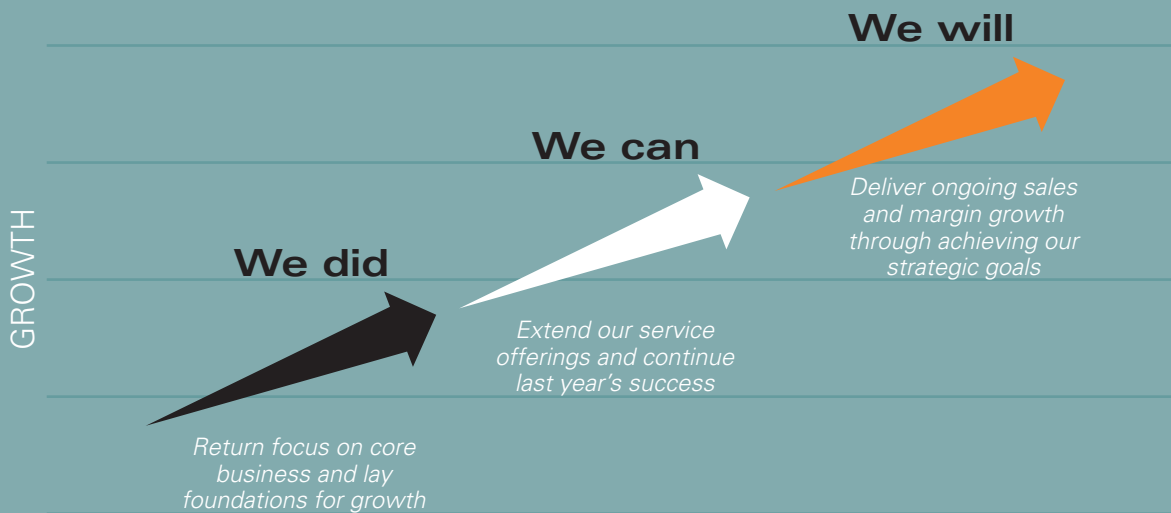 We will
Deliver ongoing sales
and margin growth
through achieving our
strategic goals
We can
Extend our service
offerings and continue
last year’s success
We did
Return focus on core
business and lay
foundations for growth
GROWTH